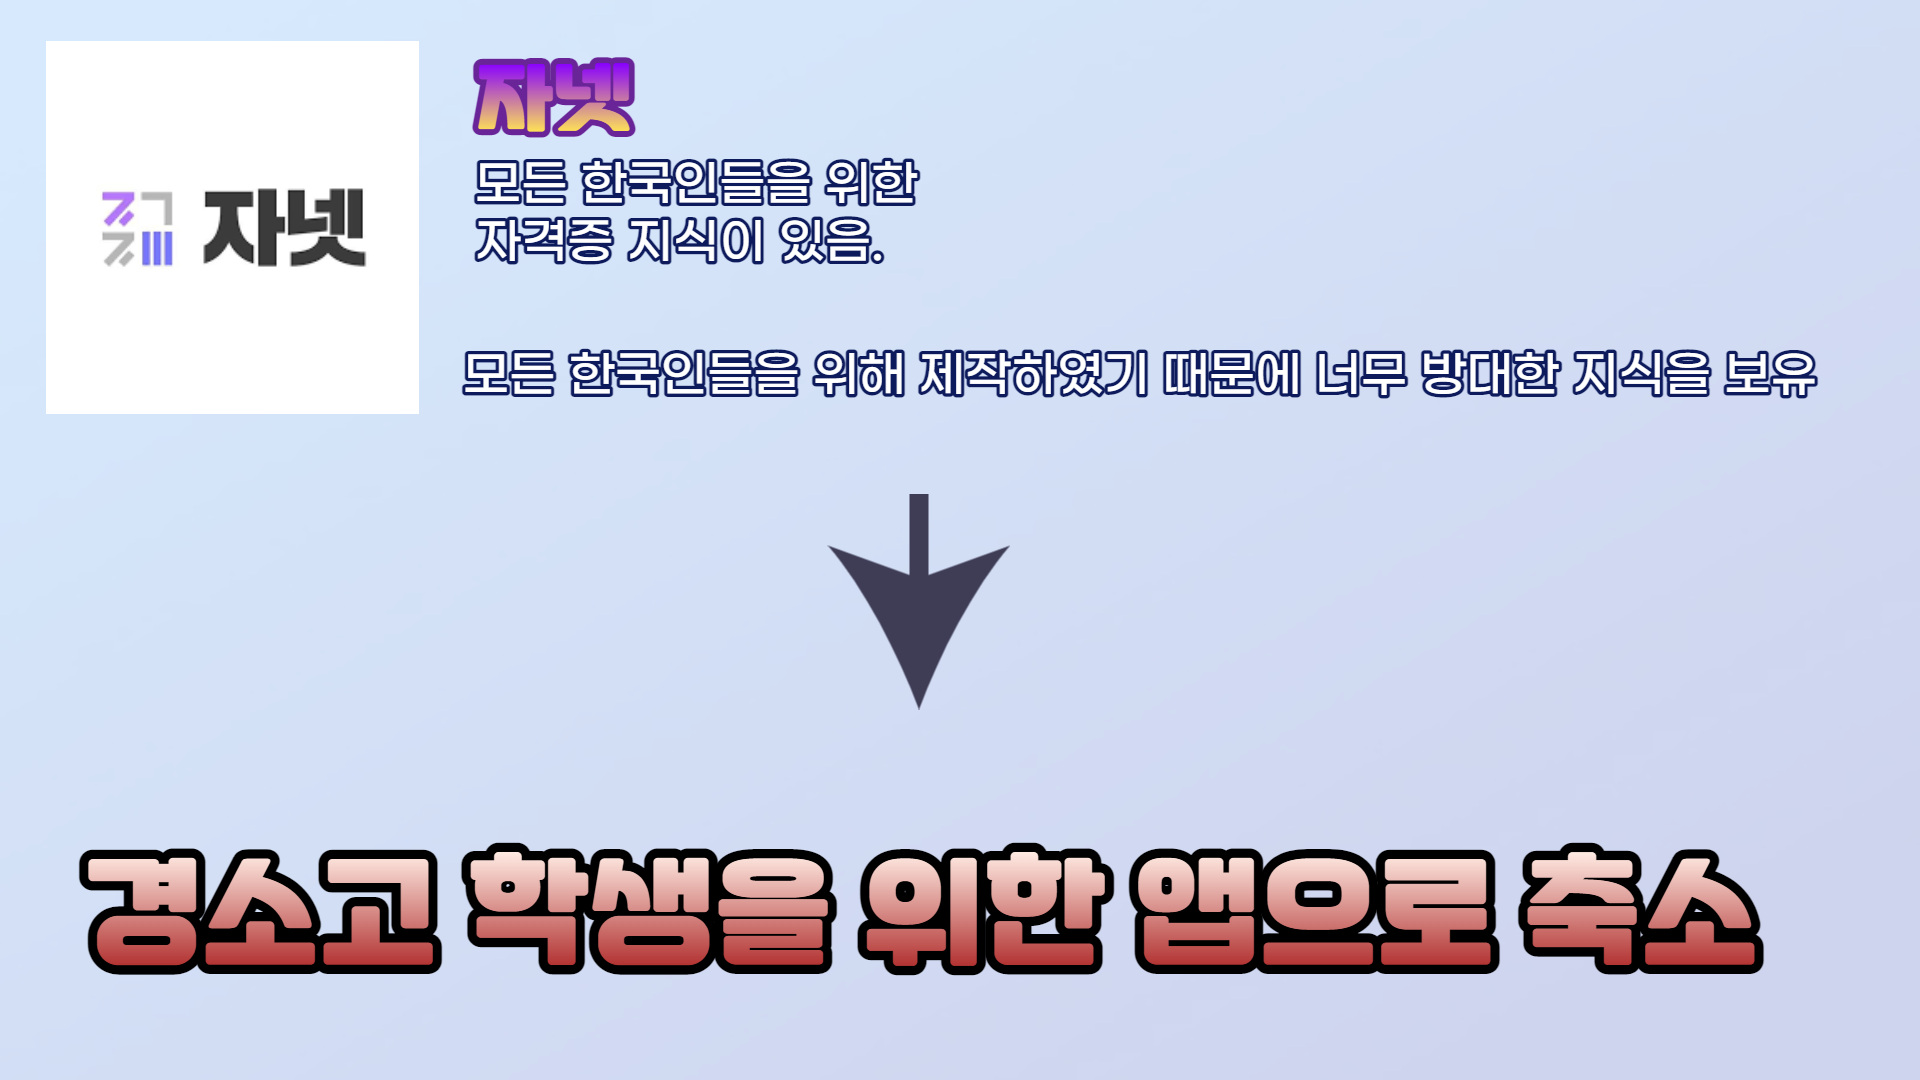 자넷
자넷
모든 한국인들을 위한
자격증 지식이 있음.
모든 한국인들을 위해 제작하였기 때문에 너무 방대한 지식을 보유
경소고 학생을 위한 앱으로 축소